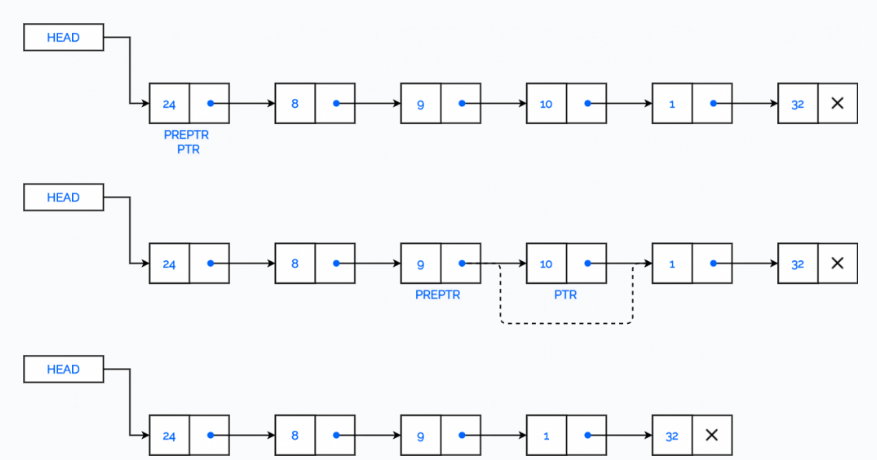 HEAD
24 8 9 10 1 32 ×
PREPTR
PTR
HEAD
24 8 9 10 1 32 ×
PREPTR PTR
HEAD
24 8 9 1 32 ×